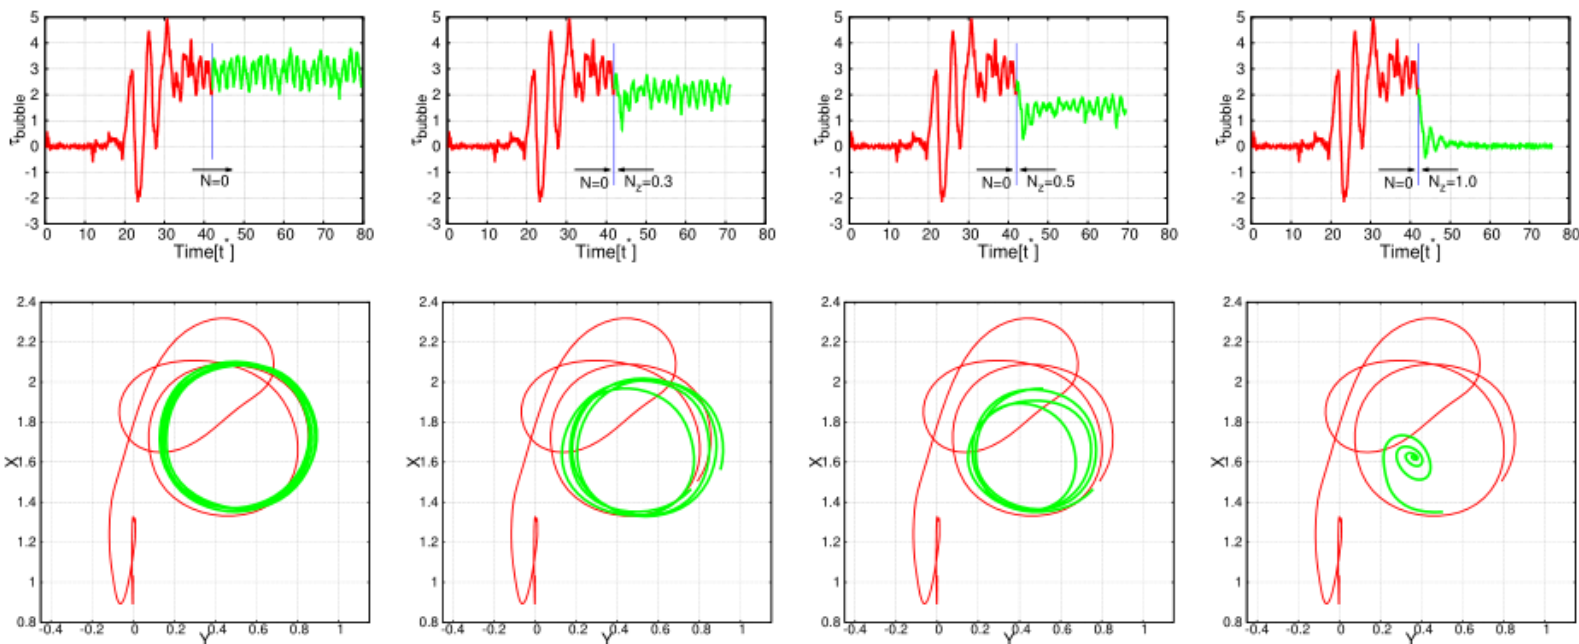 5 4 3 2 1 0 -1 -2 -3
τbubble
N=0
0 10 20 30 40 50 60 70 80
Time[t*]
5 4 3 2 1 0 -1 -2 -3
τbubble
N=0 Nz=0.3
0 10 20 30 40 50 60 70 80
Time[t*]
5 4 3 2 1 0 -1 -2 -3
τbubble
N=0 Nz=0.5
0 10 20 30 40 50 60 70 80
Time[t*]
5 4 3 2 1 0 -1 -2 -3
τbubble
N=0 Nz=1.0
0 10 20 30 40 50 60 70 80
Time[t*]
2.4 2.2 2 1.8 1.6 1.4 1.2 1 0.8
X
-0.4 -0.2 0 0.2 0.4 0.6 0.8 1
Y
2.4 2.2 2 1.8 1.6 1.4 1.2 1 0.8
X
-0.4 -0.2 0 0.2 0.4 0.6 0.8 1
Y
2.4 2.2 2 1.8 1.6 1.4 1.2 1 0.8
X
-0.4 -0.2 0 0.2 0.4 0.6 0.8 1
Y
2.4 2.2 2 1.8 1.6 1.4 1.2 1 0.8
X
-0.4 -0.2 0 0.2 0.4 0.6 0.8 1
Y